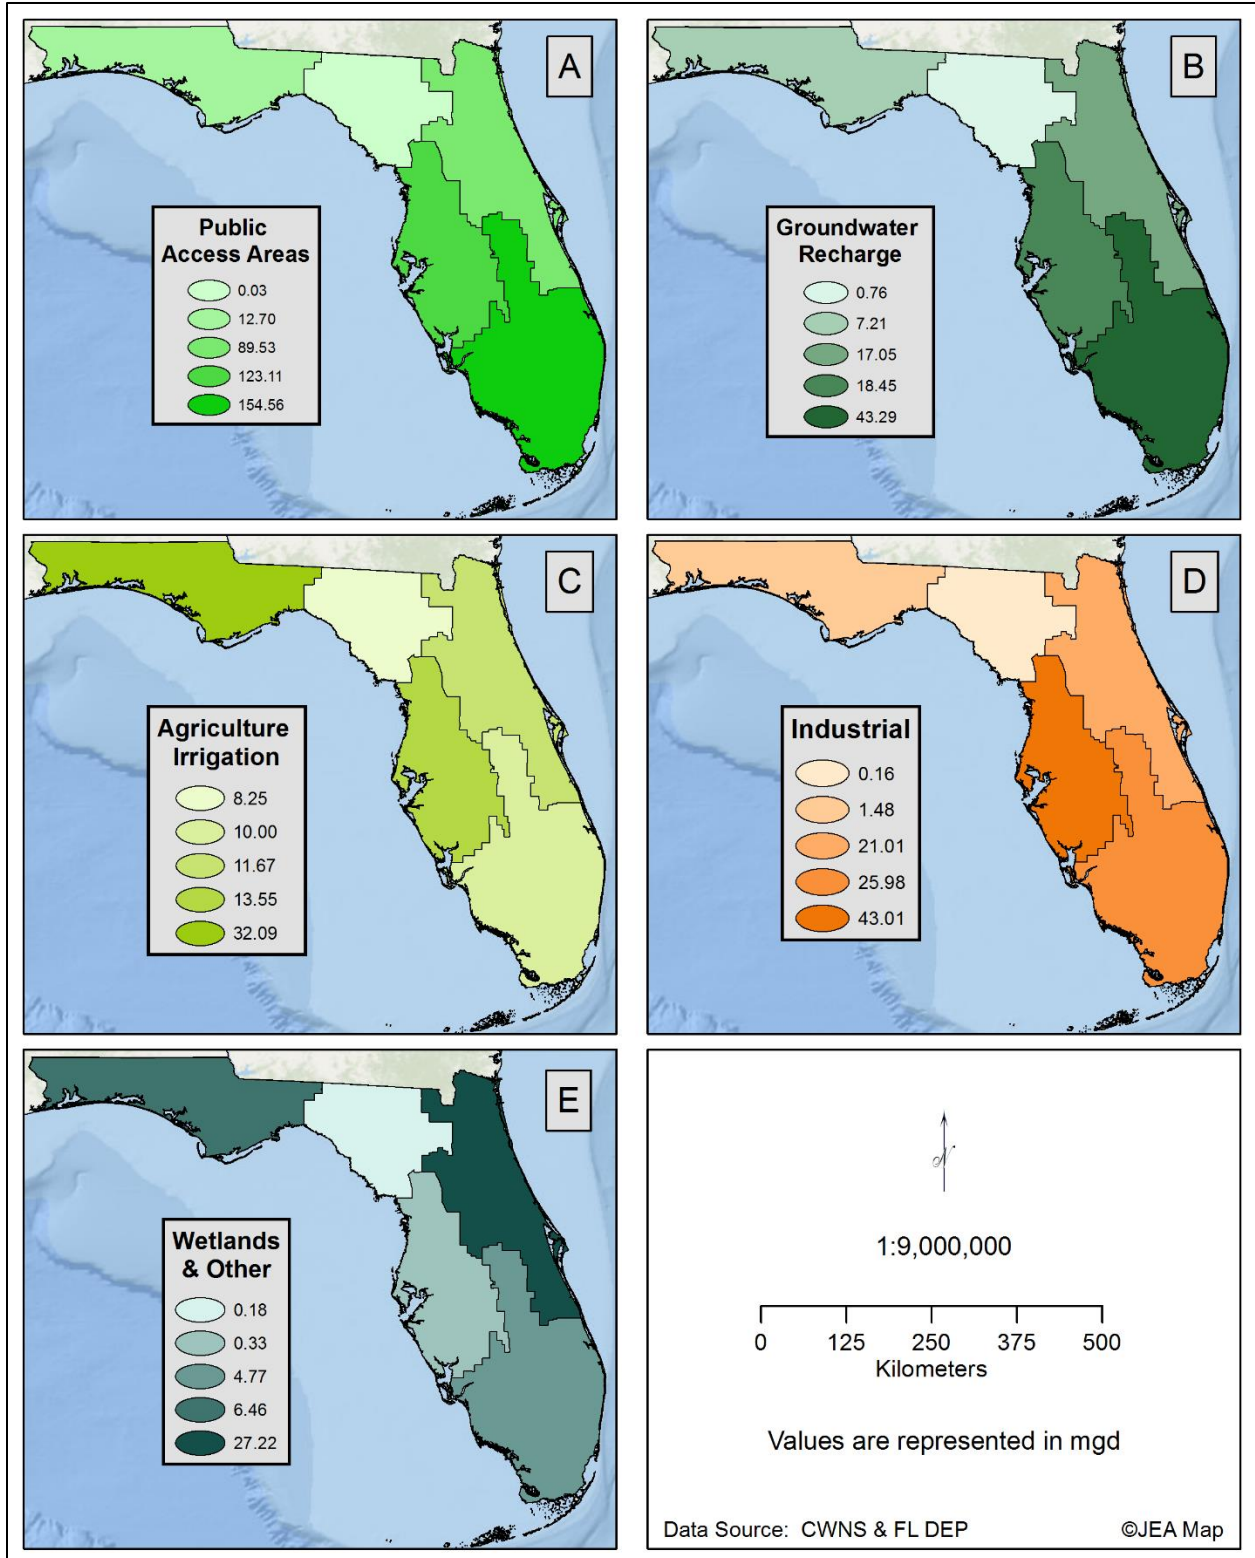 A
Public
Access Areas
0.03
12.70
89.53
123.11
154.56
B
Groundwater
Recharge
0.76
7.21
17.05
18.45
43.29
C
Agriculture
Irrigation
8.25
10.00
11.67
13.55
32.09
D
Industrial
0.16
1.48
21.01
25.98
43.01
E
Wetlands
& Other
0.18
0.33
4.77
6.46
27.22
N
1:9,000,000
0 125 250 375 500
Kilometers
Values are represented in mgd
Data Source: CWNS & FL DEP ©JEA Map